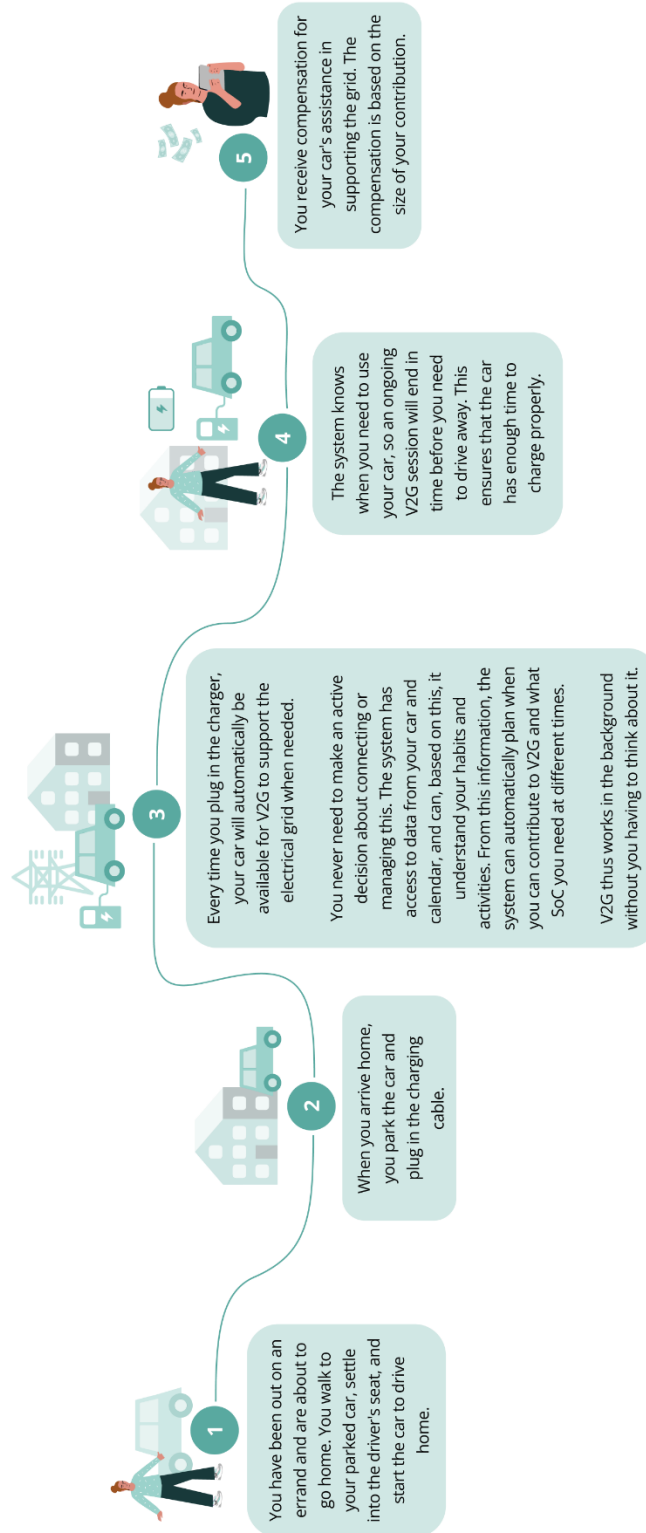 1
You have been out on an
errand and are about to
go home. You walk to
your parked car, settle
into the driver's seat, and
start the car to drive
home.
2
When you arrive home,
you park the car and
plug in the charging
cable.
3
Every time you plug in the charger,
your car will automatically be
available for V2G to support the
electrical grid when needed.
You never need to make an active
decision about connecting or
managing this. The system has
access to data from your car and
calendar, and can, based on this, it
understand your habits and
activities. From this information, the
system can automatically plan when
you can contribute to V2G and what
SoC you need at different times.
V2G thus works in the background
without you having to think about it.
4
The system knows
when you need to use
your car, so an ongoing
V2G session will end in
time before you need
to drive away. This
ensures that the car
has enough time to
charge properly.
5
You receive compensation for
your car's assistance in
supporting the grid. The
compensation is based on the
size of your contribution.